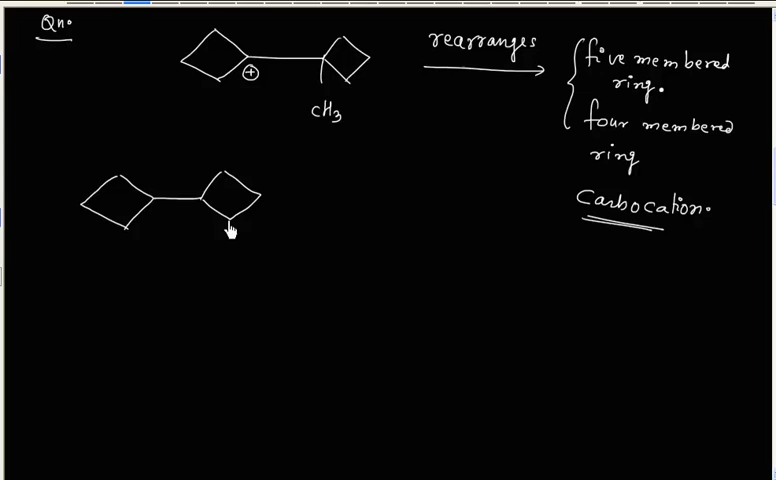 Qn.
⊕
CH3
rearranges
five membered
ring.
four membered
ring
Carbocation.